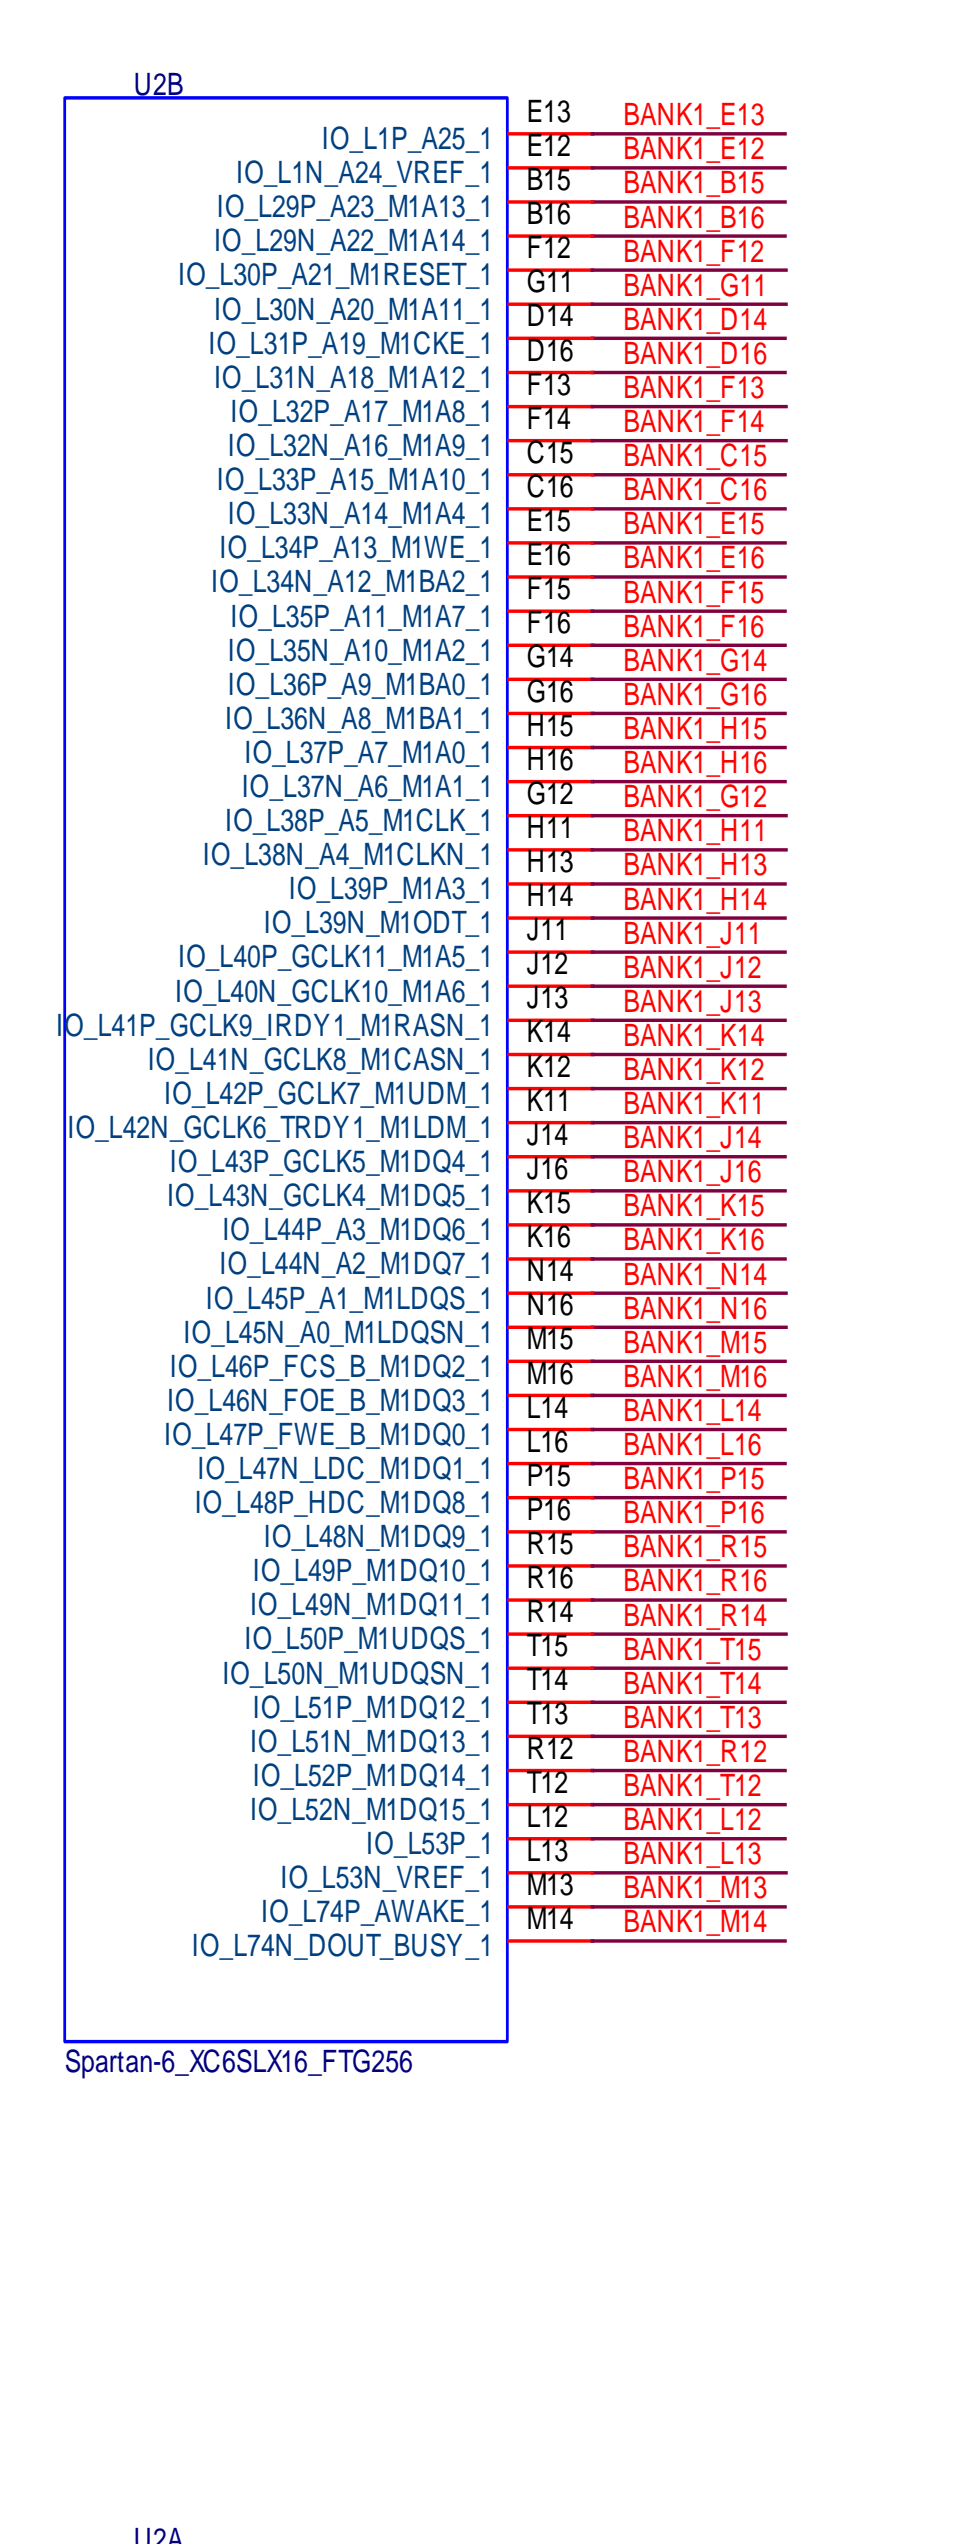 U2B
IO_L1P_A25_1 E13 BANK1_E13
IO_L1N_A24_VREF_1 E12 BANK1_E12
IO_L29P_A23_M1A13_1 B15 BANK1_B15
IO_L29N_A22_M1A14_1 B16 BANK1_B16
IO_L30P_A21_M1RESET_1 F12 BANK1_F12
IO_L30N_A20_M1A11_1 G11 BANK1_G11
IO_L31P_A19_M1CKE_1 D14 BANK1_D14
IO_L31N_A18_M1A12_1 D16 BANK1_D16
IO_L32P_A17_M1A8_1 F13 BANK1_F13
IO_L32N_A16_M1A9_1 F14 BANK1_F14
IO_L33P_A15_M1A10_1 C15 BANK1_C15
IO_L33N_A14_M1A4_1 C16 BANK1_C16
IO_L34P_A13_M1WE_1 E15 BANK1_E15
IO_L34N_A12_M1BA2_1 E16 BANK1_E16
IO_L35P_A11_M1A7_1 F15 BANK1_F15
IO_L35N_A10_M1A2_1 F16 BANK1_F16
IO_L36P_A9_M1BA0_1 G14 BANK1_G14
IO_L36N_A8_M1BA1_1 G16 BANK1_G16
IO_L37P_A7_M1A0_1 H15 BANK1_H15
IO_L37N_A6_M1A1_1 H16 BANK1_H16
IO_L38P_A5_M1CLK_1 G12 BANK1_G12
IO_L38N_A4_M1CLKN_1 H11 BANK1_H11
IO_L39P_M1A3_1 H13 BANK1_H13
IO_L39N_M1ODT_1 H14 BANK1_H14
IO_L40P_GCLK11_M1A5_1 J11 BANK1_J11
IO_L40N_GCLK10_M1A6_1 J12 BANK1_J12
IO_L41P_GCLK9_IRDY1_M1RASN_1 J13 BANK1_J13
IO_L41N_GCLK8_M1CASN_1 K14 BANK1_K14
IO_L42P_GCLK7_M1UDM_1 K12 BANK1_K12
IO_L42N_GCLK6_TRDY1_M1LDM_1 K11 BANK1_K11
IO_L43P_GCLK5_M1DQ4_1 J14 BANK1_J14
IO_L43N_GCLK4_M1DQ5_1 J16 BANK1_J16
IO_L44P_A3_M1DQ6_1 K15 BANK1_K15
IO_L44N_A2_M1DQ7_1 K16 BANK1_K16
IO_L45P_A1_M1LDQS_1 N14 BANK1_N14
IO_L45N_A0_M1LDQSN_1 N16 BANK1_N16
IO_L46P_FCS_B_M1DQ2_1 M15 BANK1_M15
IO_L46N_FOE_B_M1DQ3_1 M16 BANK1_M16
IO_L47P_FWE_B_M1DQ0_1 L14 BANK1_L14
IO_L47N_LDC_M1DQ1_1 L16 BANK1_L16
IO_L48P_HDC_M1DQ8_1 P15 BANK1_P15
IO_L48N_M1DQ9_1 P16 BANK1_P16
IO_L49P_M1DQ10_1 R15 BANK1_R15
IO_L49N_M1DQ11_1 R16 BANK1_R16
IO_L50P_M1UDQS_1 R14 BANK1_R14
IO_L50N_M1UDQSN_1 T15 BANK1_T15
IO_L51P_M1DQ12_1 T14 BANK1_T14
IO_L51N_M1DQ13_1 T13 BANK1_T13
IO_L52P_M1DQ14_1 R12 BANK1_R12
IO_L52N_M1DQ15_1 T12 BANK1_T12
IO_L53P_1 L12 BANK1_L12
IO_L53N_VREF_1 L13 BANK1_L13
IO_L74P_AWAKE_1 M13 BANK1_M13
IO_L74N_DOUT_BUSY_1 M14 BANK1_M14
Spartan-6_XC6SLX16_FTG256
U2A